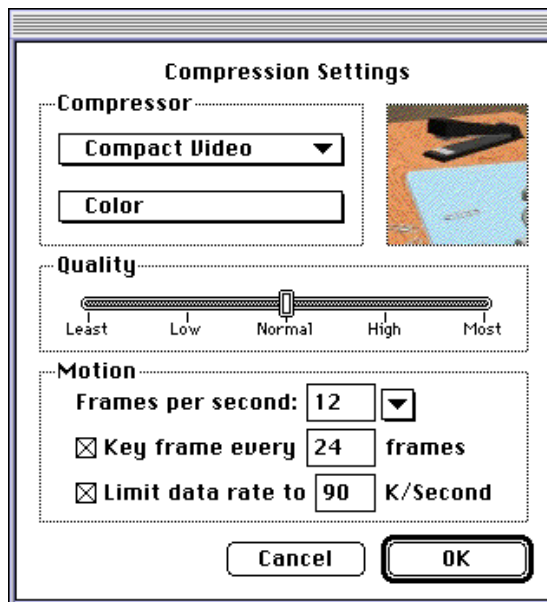 Compression Settings
Compressor
Compact Video
Color
Quality
Least Low Normal High Most
Motion
Frames per second: 12
Key frame every 24 frames
Limit data rate to 90 K/Second
Cancel OK